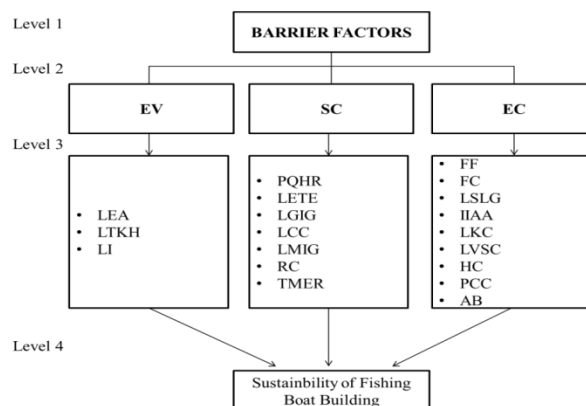 Level 1
BARRIER FACTORS
Level 2
EV
SC
EC
Level 3
• LEA
• LTKH
• LI
• PQHR
• LETE
• LGIG
• LCC
• LMIG
• RC
• TMER
• FF
• FC
• LSLG
• IIAA
• LKC
• LVSC
• HC
• PCC
• AB
Level 4
Sustainbility of Fishing
Boat Building